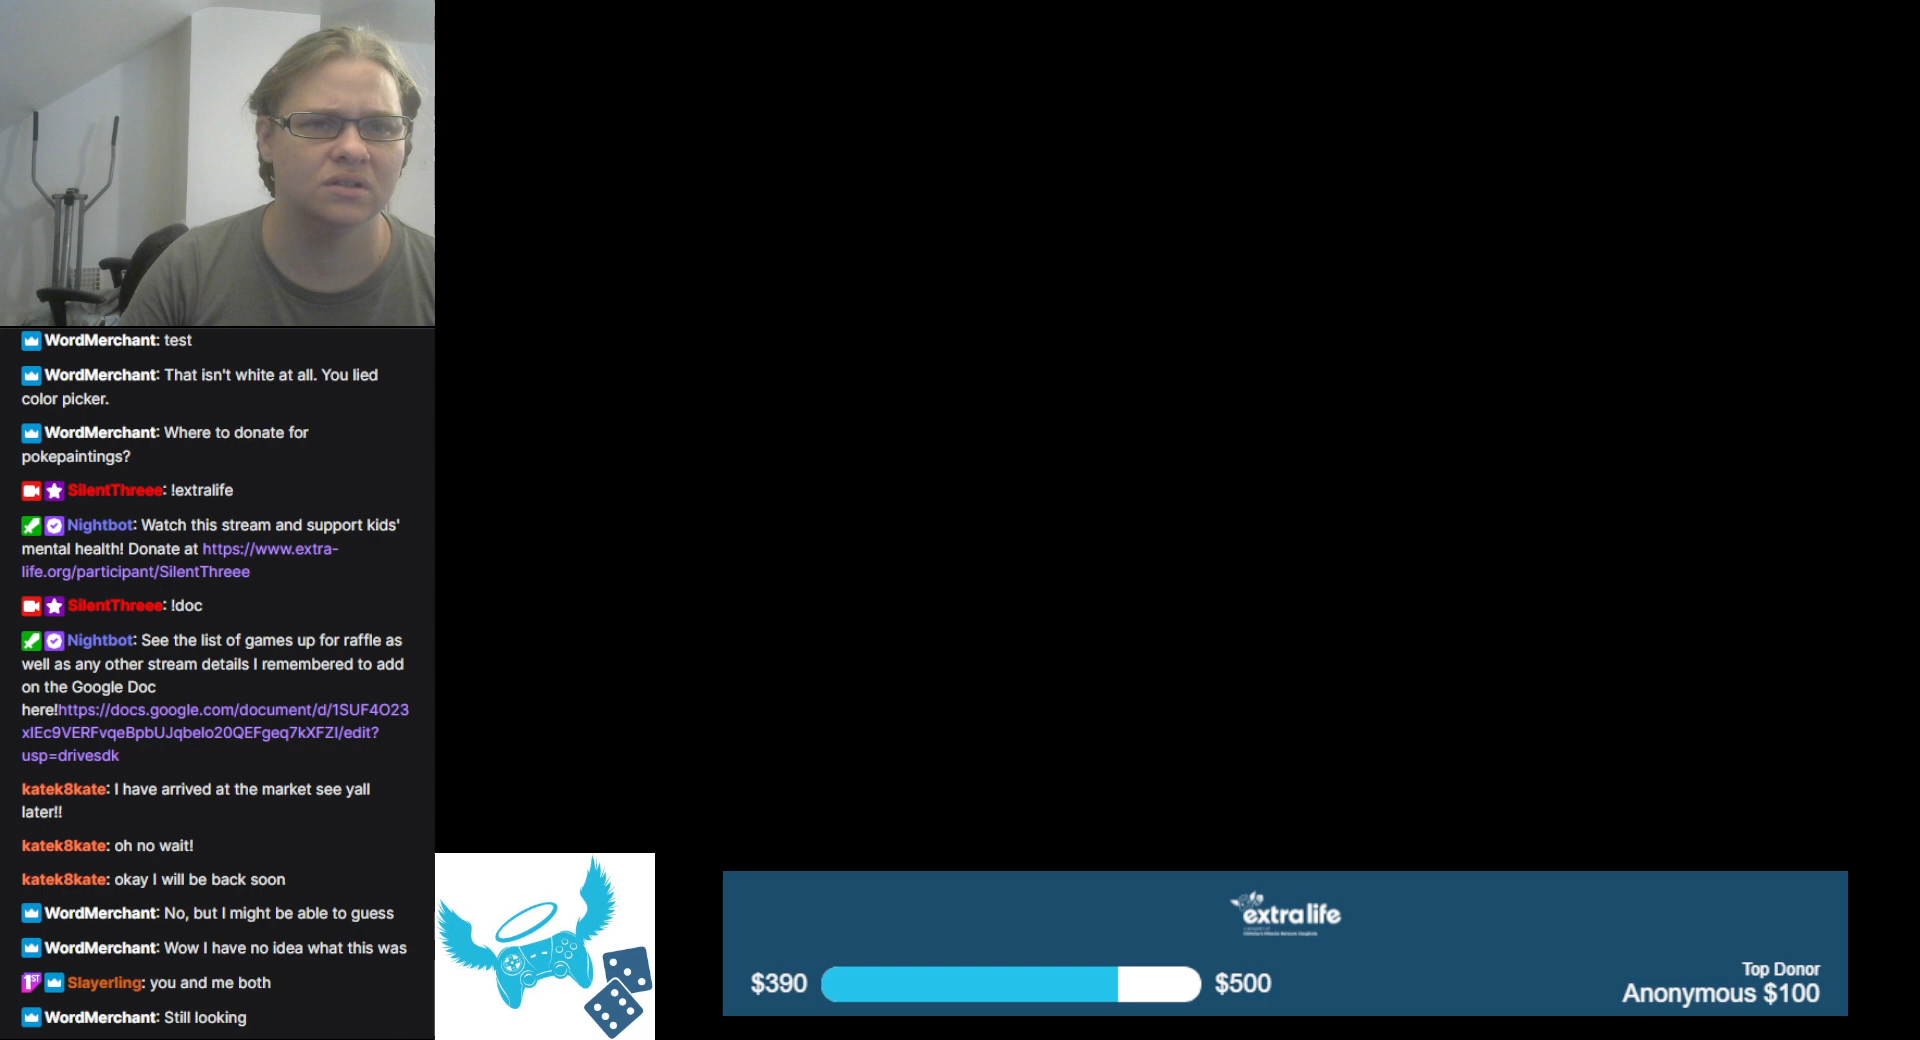 WordMerchant: test
WordMerchant: That isn't white at all. You lied
color picker.
WordMerchant: Where to donate for
pokepaintings?
SilentThreee: !extralife
Nightbot: Watch this stream and support kids'
mental health! Donate at https://www.extra-
life.org/participant/SilentThreee
SilentThreee: !doc
Nightbot: See the list of games up for raffle as
well as any other stream details I remembered to add
on the Google Doc
here!https://docs.google.com/document/d/1SUF4O23
xIEc9VERFvqeBpbUJqbelo20QEFgeq7kXFZI/edit?
usp=drivesdk
katek8kate: I have arrived at the market see yall
later!!
katek8kate: oh no wait!
katek8kate: okay I will be back soon
WordMerchant: No, but I might be able to guess
WordMerchant: Wow I have no idea what this was
1ST Slayerling: you and me both
WordMerchant: Still looking
extra life
$390
$500
Top Donor
Anonymous $100